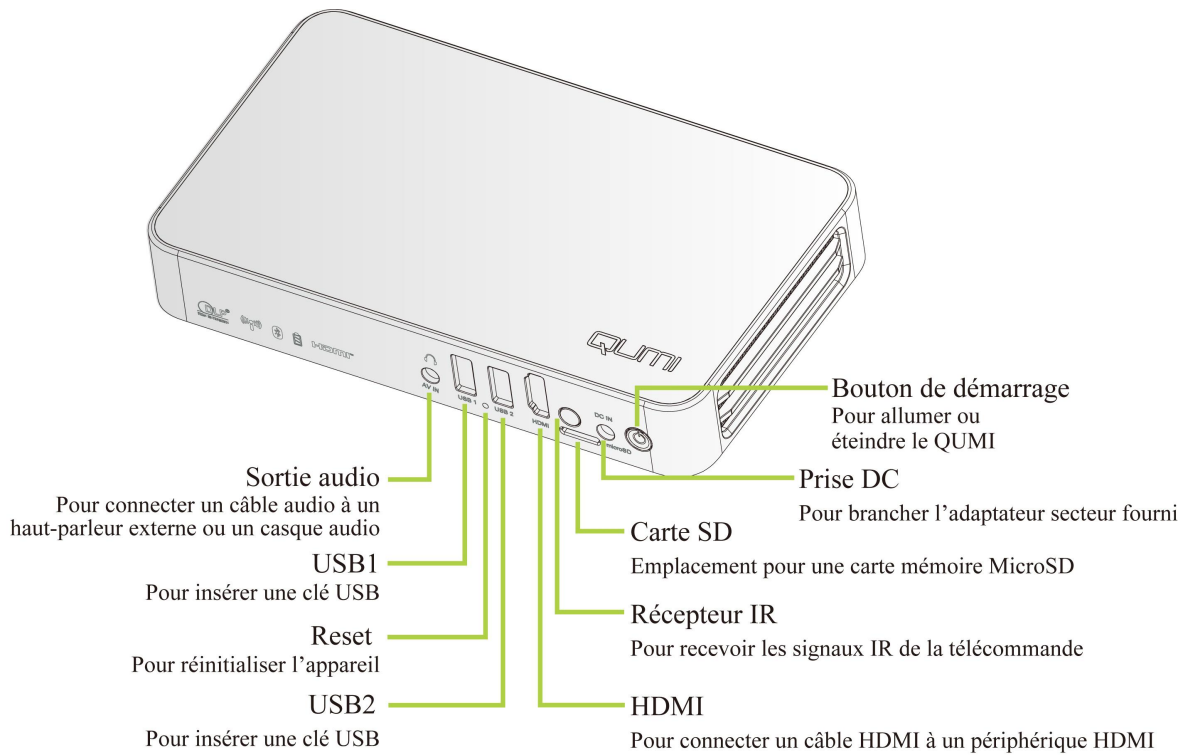 DLP
HDMI
QUMI
AV IN
USB 1
USB 2
HDMI
DC IN
microSD
Bouton de démarrage
Pour allumer ou
éteindre le QUMI
Prise DC
Pour brancher l’adaptateur secteur fourni
Carte SD
Emplacement pour une carte mémoire MicroSD
Récepteur IR
Pour recevoir les signaux IR de la télécommande
HDMI
Pour connecter un câble HDMI à un périphérique HDMI
Sortie audio
Pour connecter un câble audio à un
haut-parleur externe ou un casque audio
USB1
Pour insérer une clé USB
Reset
Pour réinitialiser l’appareil
USB2
Pour insérer une clé USB